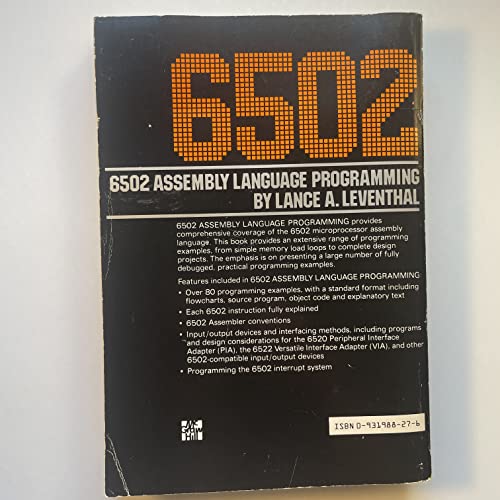 6502
6502 ASSEMBLY LANGUAGE PROGRAMMING
BY LANCE A. LEVENTHAL
6502 ASSEMBLY LANGUAGE PROGRAMMING provides
comprehensive coverage of the 6502 microprocessor assembly
language. This book provides an extensive range of programming
examples, from simple memory load loops to complete design
projects. The emphasis is on presenting a large number of fully
debugged, practical programming examples.
Features included in 6502 ASSEMBLY LANGUAGE PROGRAMMING
• Over 80 programming examples, with a standard format including
flowcharts, source program, object code and explanatory text
• Each 6502 instruction fully explained
• 6502 Assembler conventions
• Input/output devices and interfacing methods, including programs
and design considerations for the 6520 Peripheral Interface
Adapter (PIA), the 6522 Versatile Interface Adapter (VIA), and other
6502-compatible input/output devices
• Programming the 6502 interrupt system
Mc
Graw
Hill
ISBN 0-931988-27-6